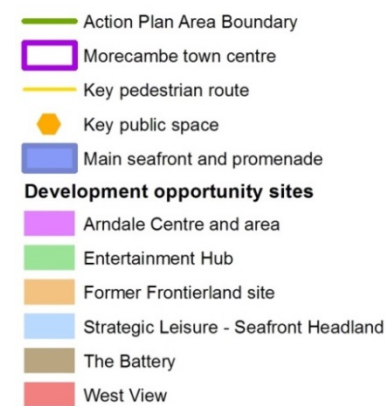 Action Plan Area Boundary
Morecambe town centre
Key pedestrian route
Key public space
Main seafront and promenade
Development opportunity sites
Arndale Centre and area
Entertainment Hub
Former Frontierland site
Strategic Leisure - Seafront Headland
The Battery
West View